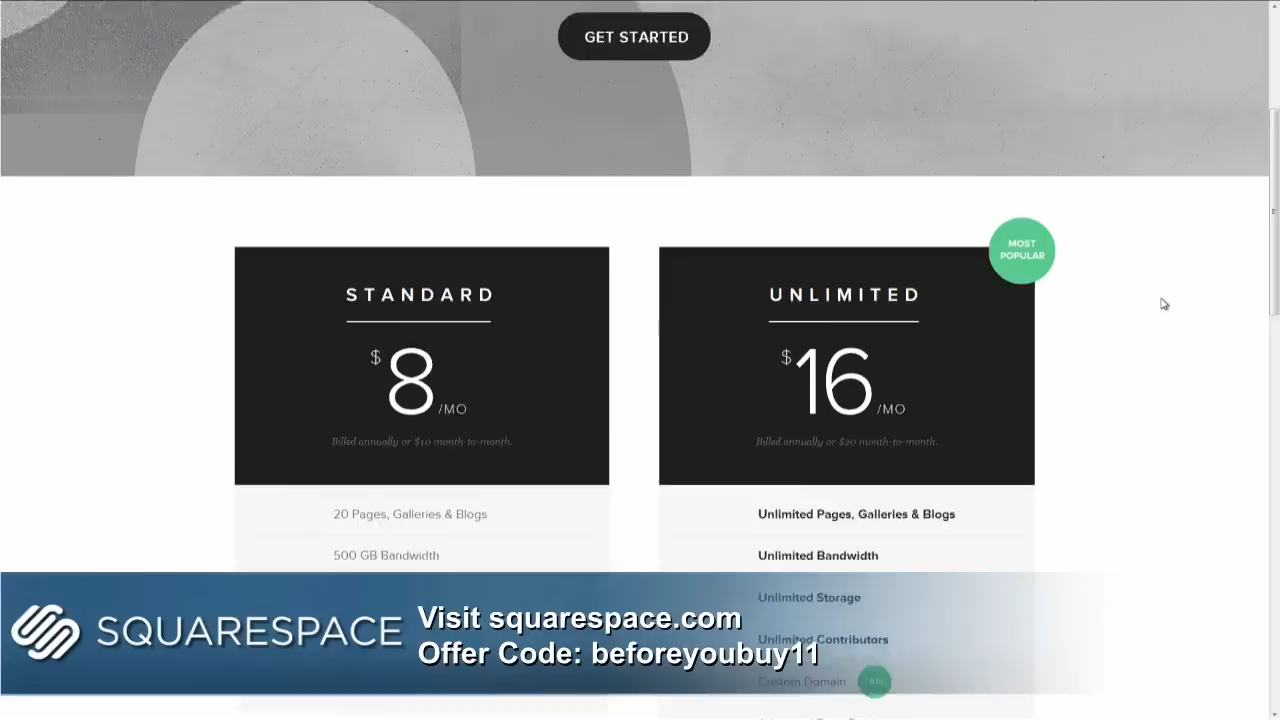 GET STARTED
MOST
POPULAR
STANDARD
$8/MO
Billed annually or $10 month-to-month.
20 Pages, Galleries & Blogs
500 GB Bandwidth
UNLIMITED
$16/MO
Billed annually or $20 month-to-month.
Unlimited Pages, Galleries & Blogs
Unlimited Bandwidth
Unlimited Storage
Unlimited Contributors
Custom Domain
SQUARESPACE
Visit squarespace.com
Offer Code: beforeyoubuy11